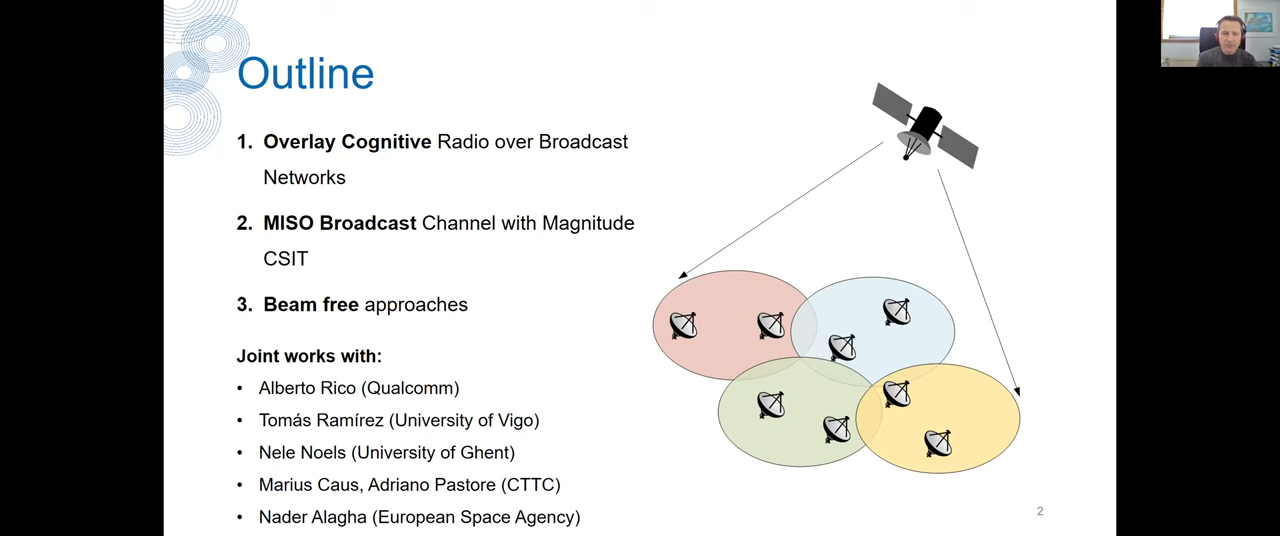 Outline
1. Overlay Cognitive Radio over Broadcast
Networks
2. MISO Broadcast Channel with Magnitude
CSIT
3. Beam free approaches
Joint works with:
• Alberto Rico (Qualcomm)
• Tomás Ramírez (University of Vigo)
• Nele Noels (University of Ghent)
• Marius Caus, Adriano Pastore (CTTC)
• Nader Alagha (European Space Agency)
2